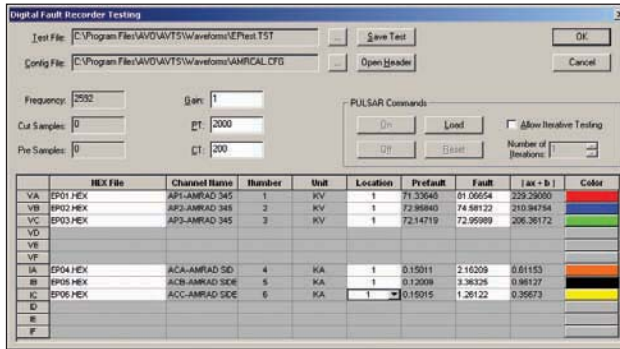 Digital Fault Recorder Testing
Test File: C:\Program Files\AVO\AVTS\Waveforms\EPtest.TST ... Save Test OK
Config File: C:\Program Files\AVO\AVTS\Waveforms\AMRCAL.CFG ... Open Header Cancel
Frequency: 2592 Gain: 1 PULSAR Commands
Cut Samples: 0 PT: 2000 On Load Allow Iterative Testing
Pre Samples: 0 CT: 200 Off Reset Number of Iterations: 1
HEX File Channel Name Number Unit Location Prefault Fault | ax + b | Color
VA EP01.HEX AP1-AMRAD 345 1 KV 1 71.33640 81.06654 229.29000
VB EP02.HEX AP2-AMRAD 345 2 KV 1 72.95840 74.58122 210.94754
VC EP03.HEX AP3-AMRAD 345 3 KV 1 72.14719 72.95989 206.36172
VD
VE
VF
IA EP04.HEX ACA-AMRAD SID 4 KA 1 0.15011 2.16209 0.61153
IB EP05.HEX ACB-AMRAD SIDE 5 KA 1 0.12009 3.36325 0.95127
IC EP06.HEX ACC-AMRAD SIDE 6 KA 1 0.15015 1.26122 0.35673
ID
IE
IF